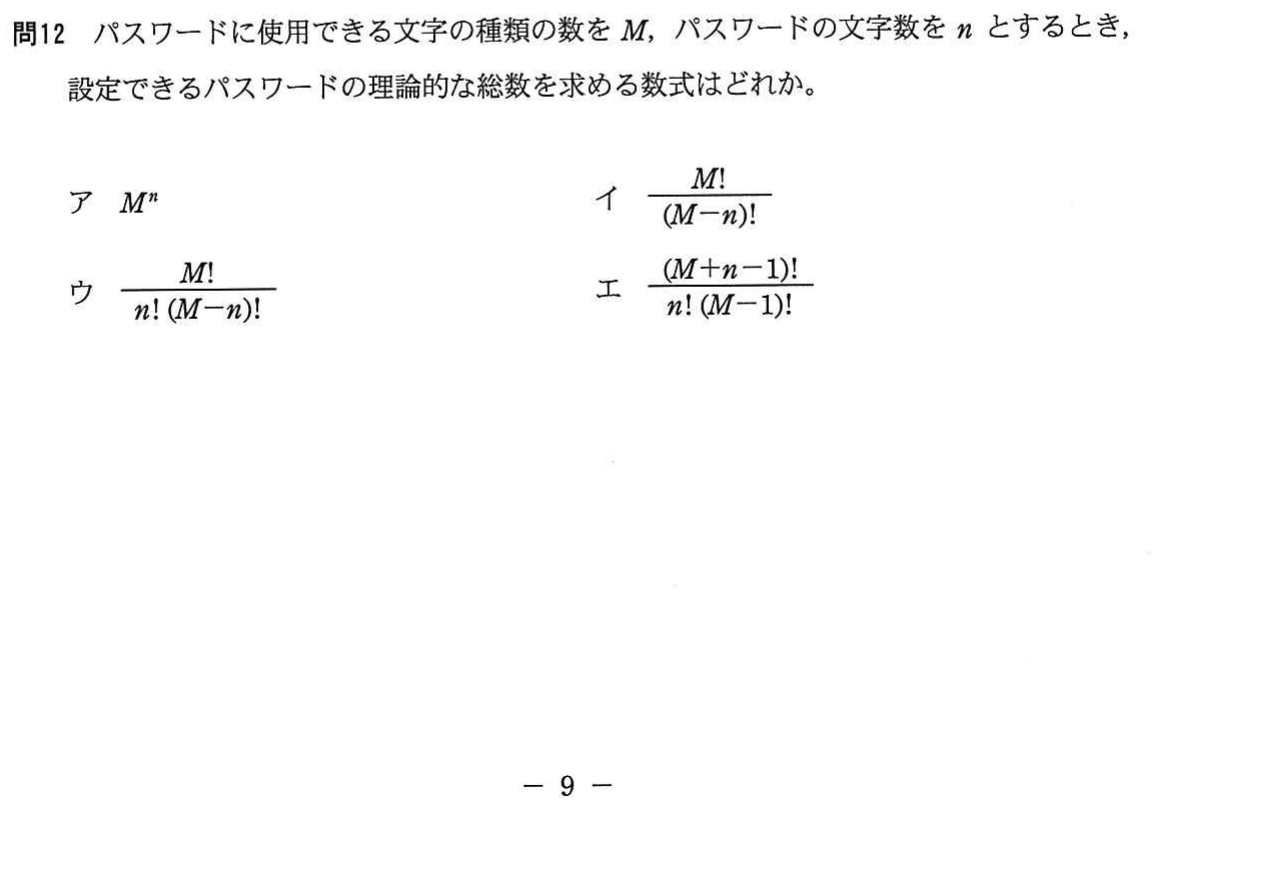 問12 パスワードに使用できる文字の種類の数を M, パスワードの文字数を n とするとき,
設定できるパスワードの理論的な総数を求める数式はどれか。
ア Mⁿ
イ M! / (M－n)!
ウ M! / n! (M－n)!
エ (M＋n－1)! / n! (M－1)!
－ 9 －